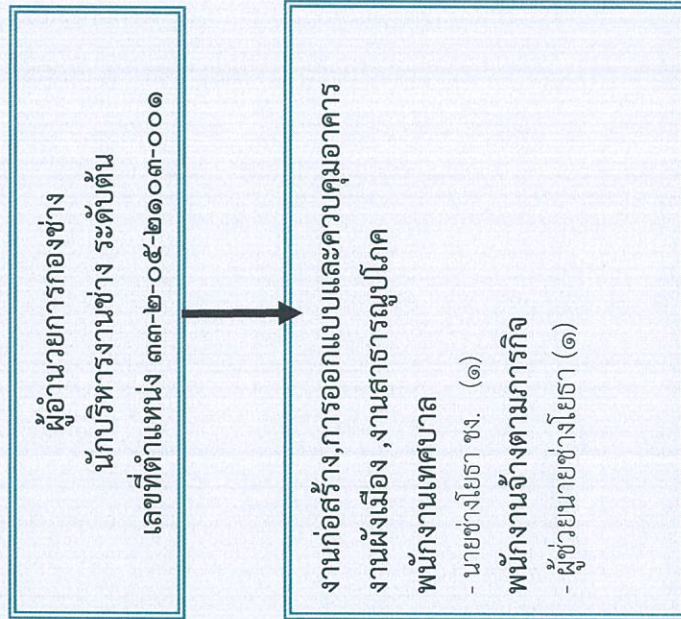 ผู้อำนวยการกองช่าง
นักบริหารงานช่าง ระดับต้น
เลขที่ตำแหน่ง ๓๓-๒-๐๕-๒๑๐๓-๐๐๑
งานก่อสร้าง,การออกแบบและควบคุมอาคาร
งานผังเมือง ,งานสาธารณูปโภค
พนักงานเทศบาล
- นายช่างโยธา ชง. (๑)
พนักงานจ้างตามภารกิจ
- ผู้ช่วยนายช่างโยธา (๑)